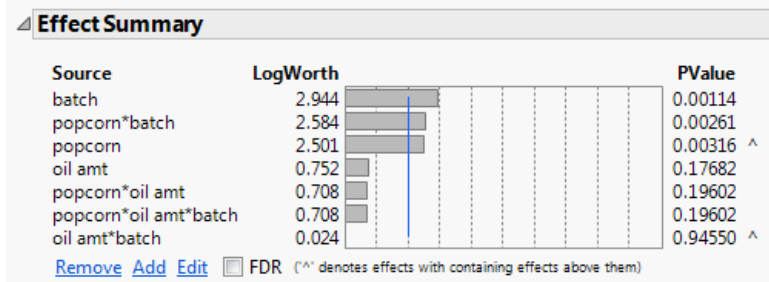 Effect Summary
Source LogWorth PValue
batch 2.944 0.00114
popcorn*batch 2.584 0.00261
popcorn 2.501 0.00316 ^
oil amt 0.752 0.17682
popcorn*oil amt 0.708 0.19602
popcorn*oil amt*batch 0.708 0.19602
oil amt*batch 0.024 0.94550 ^
Remove Add Edit FDR ('^' denotes effects with containing effects above them)